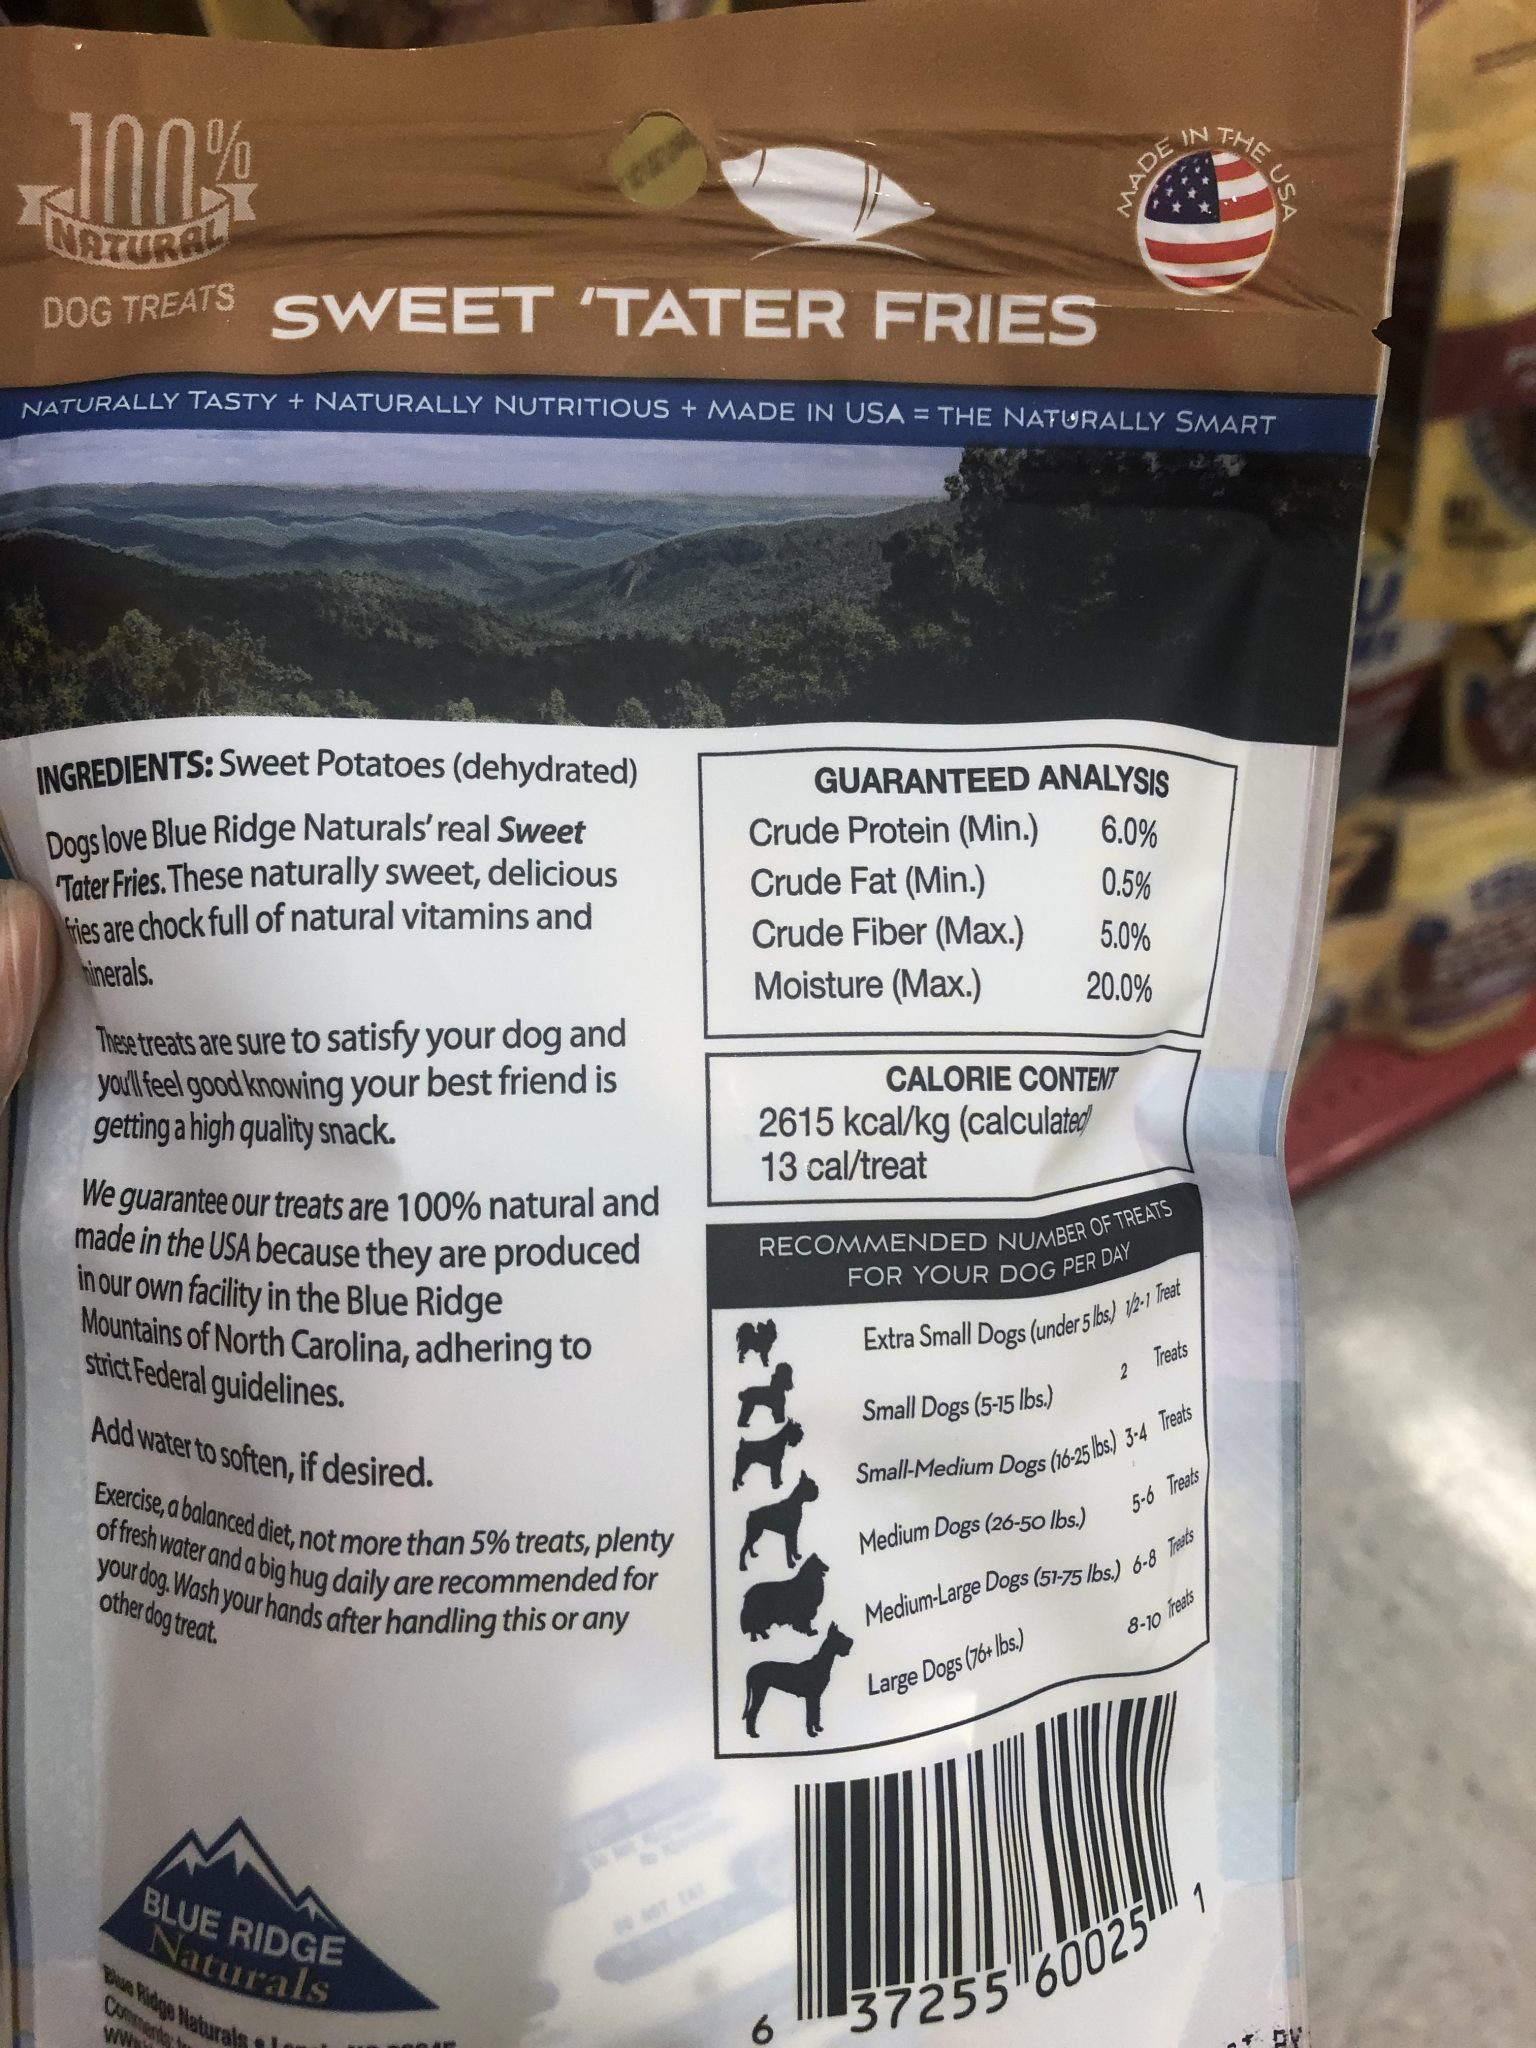 100%
NATURAL
DOG TREATS
MADE IN THE USA
SWEET 'TATER FRIES
NATURALLY TASTY + NATURALLY NUTRITIOUS + MADE IN USA = THE NATURALLY SMART
INGREDIENTS: Sweet Potatoes (dehydrated)
Dogs love Blue Ridge Naturals' real Sweet
'Tater Fries. These naturally sweet, delicious
fries are chock full of natural vitamins and
minerals.
These treats are sure to satisfy your dog and
you'll feel good knowing your best friend is
getting a high quality snack.
We guarantee our treats are 100% natural and
made in the USA because they are produced
in our own facility in the Blue Ridge
Mountains of North Carolina, adhering to
strict Federal guidelines.
Add water to soften, if desired.
Exercise, a balanced diet, not more than 5% treats, plenty
of fresh water and a big hug daily are recommended for
your dog. Wash your hands after handling this or any
other dog treat.
GUARANTEED ANALYSIS
Crude Protein (Min.) 6.0%
Crude Fat (Min.) 0.5%
Crude Fiber (Max.) 5.0%
Moisture (Max.) 20.0%
CALORIE CONTENT
2615 kcal/kg (calculated)
13 cal/treat
RECOMMENDED NUMBER OF TREATS
FOR YOUR DOG PER DAY
Extra Small Dogs (under 5 lbs.) 1/2-1 Treat
Small Dogs (5-15 lbs.) 2 Treats
Small-Medium Dogs (16-25 lbs.) 3-4 Treats
Medium Dogs (26-50 lbs.) 5-6 Treats
Medium-Large Dogs (51-75 lbs.) 6-8 Treats
Large Dogs (76+ lbs.) 8-10 Treats
BLUE RIDGE
Naturals
Blue Ridge Naturals •
DO NOT EAT
6 37255 60025 1
BY